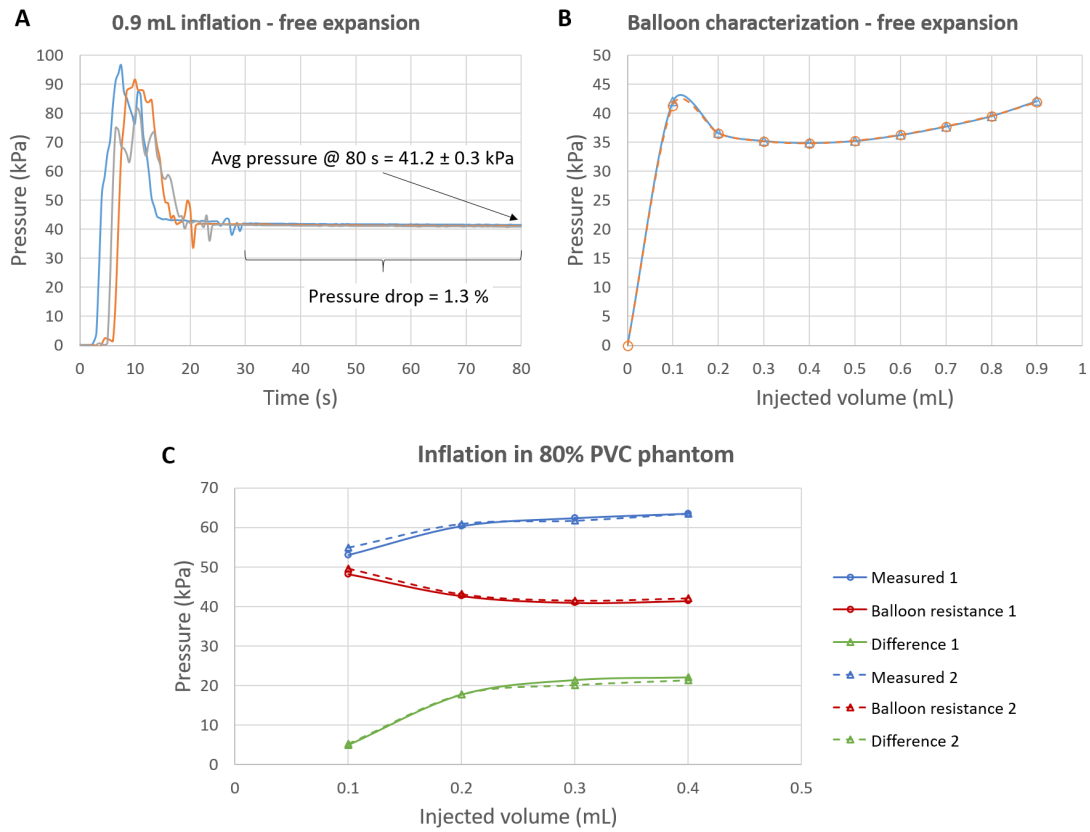 A
0.9 mL inflation - free expansion
Pressure (kPa)
100
90
80
70
60
50
40
30
20
10
0
Avg pressure @ 80 s = 41.2 ± 0.3 kPa
Pressure drop = 1.3 %
0 10 20 30 40 50 60 70 80
Time (s)
B
Balloon characterization - free expansion
Pressure (kPa)
50
45
40
35
30
25
20
15
10
5
0
0 0.1 0.2 0.3 0.4 0.5 0.6 0.7 0.8 0.9 1
Injected volume (mL)
C
Inflation in 80% PVC phantom
Pressure (kPa)
70
60
50
40
30
20
10
0
0 0.1 0.2 0.3 0.4 0.5
Injected volume (mL)
Measured 1
Balloon resistance 1
Difference 1
Measured 2
Balloon resistance 2
Difference 2